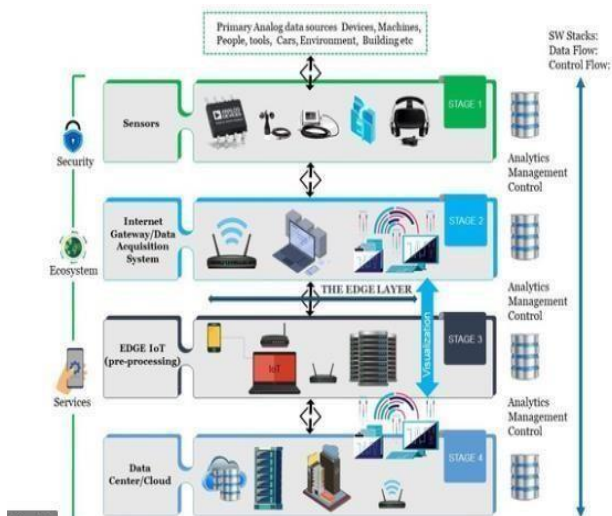 Primary Analog data sources Devices, Machines,
People, tools, Cars, Environment, Building etc
SW Stacks:
Data Flow:
Control Flow:
Sensors
ANALOG
DEVICES
STAGE 1
Security
Analytics
Management
Control
Internet
Gateway/Data
Acquisition
System
STAGE 2
Ecosystem
THE EDGE LAYER
Analytics
Management
Control
EDGE IoT
(pre-processing)
IoT
Visualization
STAGE 3
Services
Analytics
Management
Control
Data
Center/Cloud
STAGE 4